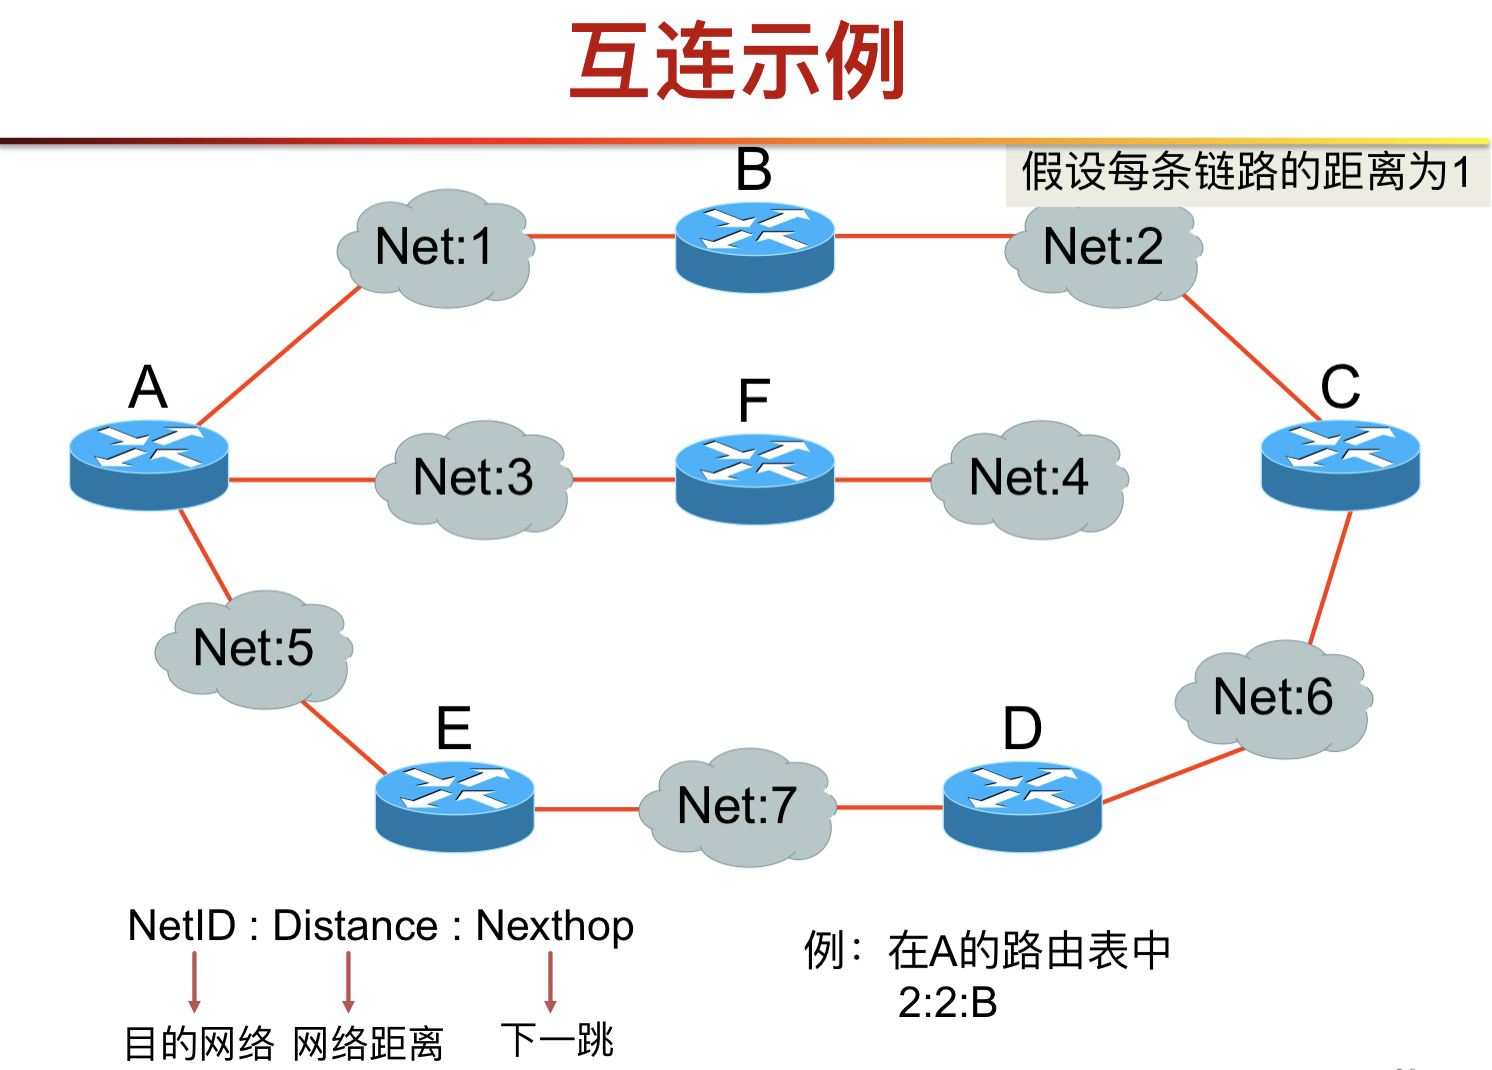 互连示例
假设每条链路的距离为1
B
Net:1
Net:2
A
F
C
Net:3
Net:4
Net:5
Net:6
E
D
Net:7
NetID : Distance : Nexthop
目的网络 网络距离 下一跳
例：在A的路由表中
2:2:B